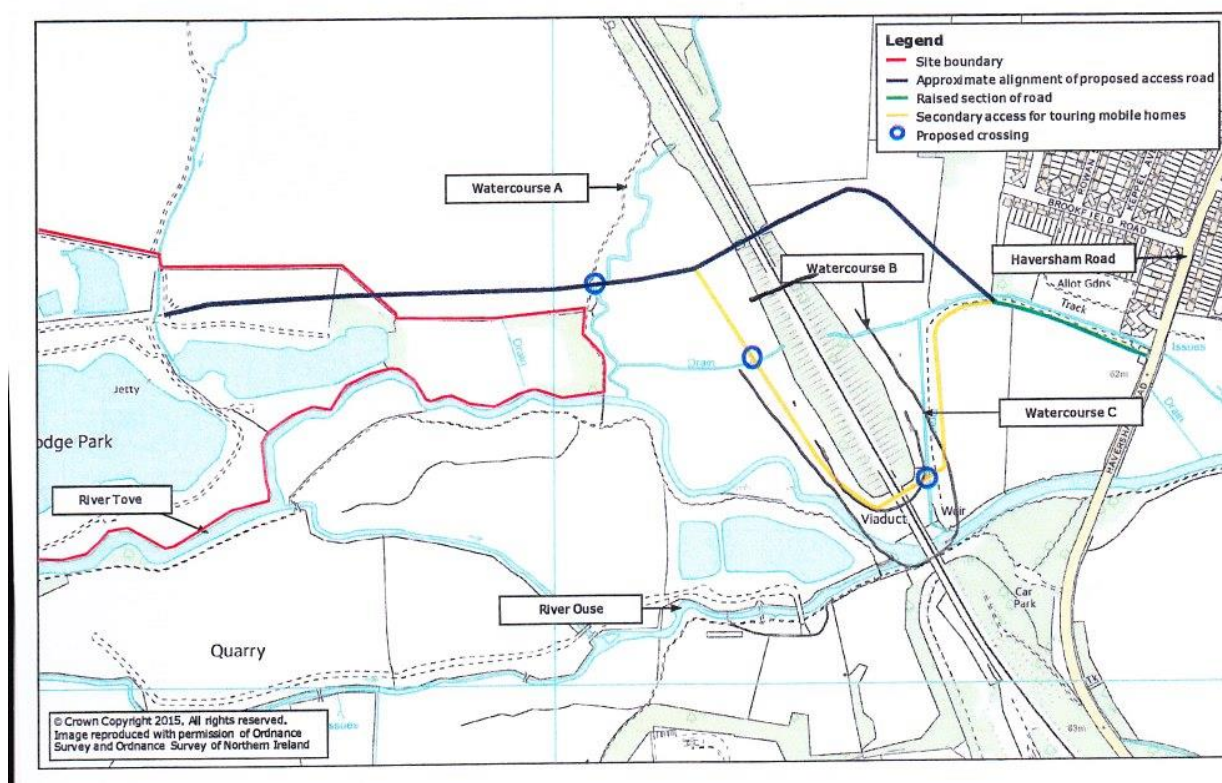 Legend
Site boundary
Approximate alignment of proposed access road
Raised section of road
Secondary access for touring mobile homes
Proposed crossing
Watercourse A
BROOKFIELD ROAD
Watercourse B
Haversham Road
Allot Gdns
Track
Issues
Drain
Drain
Jetty
62m
Drain
Watercourse C
odge Park
River Tove
Viaduct
Weir
Car
Park
River Ouse
Quarry
Tk
63m
© Crown Copyright 2015, All rights reserved.
Image reproduced with permission of Ordnance
Survey and Ordnance Survey of Northern Ireland